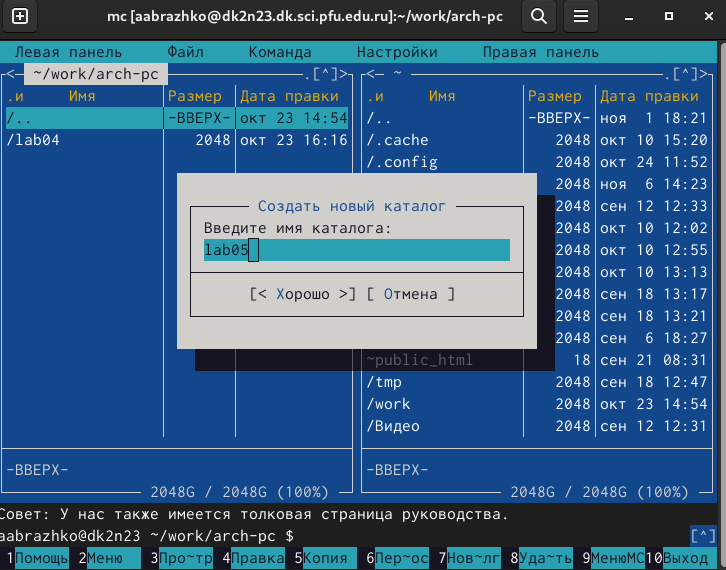 mc [aabrazhko@dk2n23.dk.sci.pfu.edu.ru]:~/work/arch-pc
Левая панель Файл Команда Настройки Правая панель
<— ~/work/arch-pc .[^]> <— ~ .[^]>
.и Имя Размер Дата правки .и Имя Размер Дата правки
/.. -ВВЕРХ- окт 23 14:54 /.. -ВВЕРХ- ноя 1 18:21
/lab04 2048 окт 23 16:16 /.cache 2048 окт 10 15:20
/.config 2048 окт 24 11:52
2048 ноя 6 14:23
Создать новый каталог 2048 сен 12 12:33
Введите имя каталога: 2048 окт 10 12:02
lab05 2048 окт 10 12:55
2048 окт 10 13:13
[< Хорошо >] [ Отмена ] 2048 сен 18 13:17
2048 сен 18 13:21
2048 сен 6 18:27
~public_html 18 сен 21 08:31
/tmp 2048 сен 18 12:47
/work 2048 окт 23 14:54
/Видео 2048 сен 12 12:31
-ВВЕРХ- -ВВЕРХ-
2048G / 2048G (100%) 2048G / 2048G (100%)
Совет: У нас также имеется толковая страница руководства.
aabrazhko@dk2n23 ~/work/arch-pc $ [^]
1Помощь 2Меню 3Про~тр 4Правка 5Копия 6Пер~ос 7Нов~лг 8Уда~ть 9МенюМС 10Выход